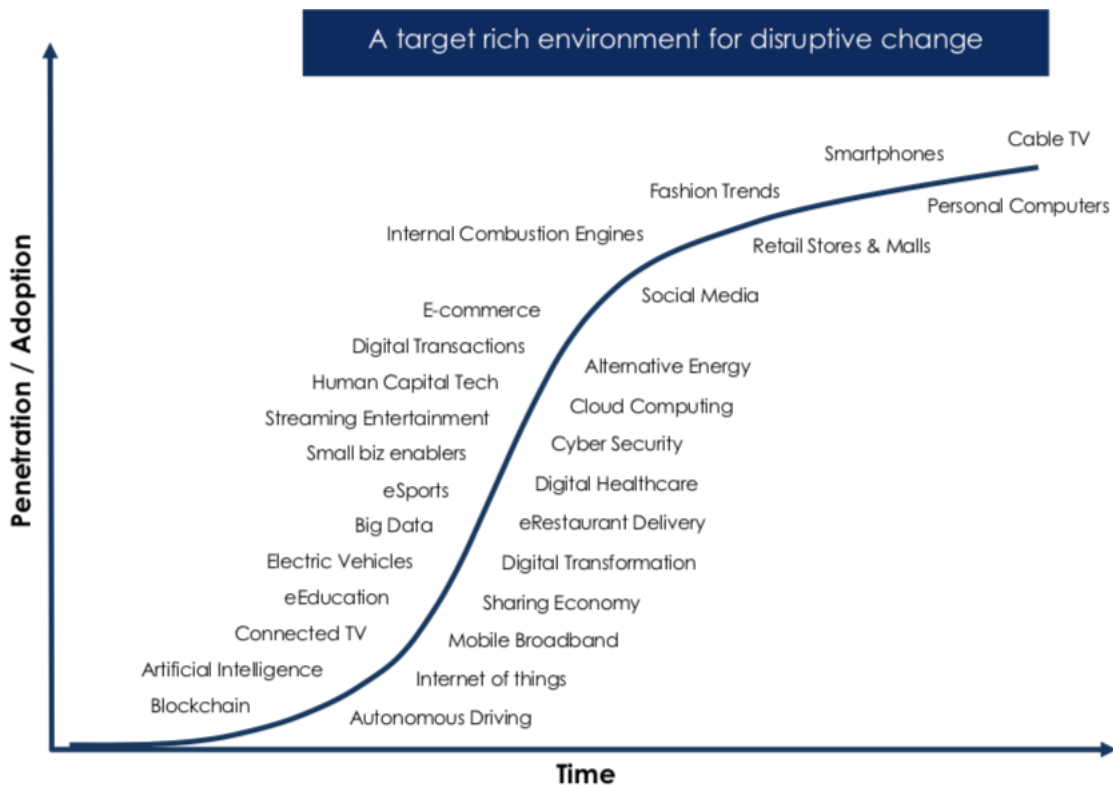 A target rich environment for disruptive change
Cable TV
Smartphones
Fashion Trends
Personal Computers
Internal Combustion Engines
Retail Stores & Malls
Social Media
E-commerce
Digital Transactions
Alternative Energy
Human Capital Tech
Cloud Computing
Streaming Entertainment
Cyber Security
Small biz enablers
Digital Healthcare
eSports
eRestaurant Delivery
Big Data
Electric Vehicles
Digital Transformation
eEducation
Sharing Economy
Connected TV
Mobile Broadband
Artificial Intelligence
Internet of things
Blockchain
Autonomous Driving
Penetration / Adoption
Time